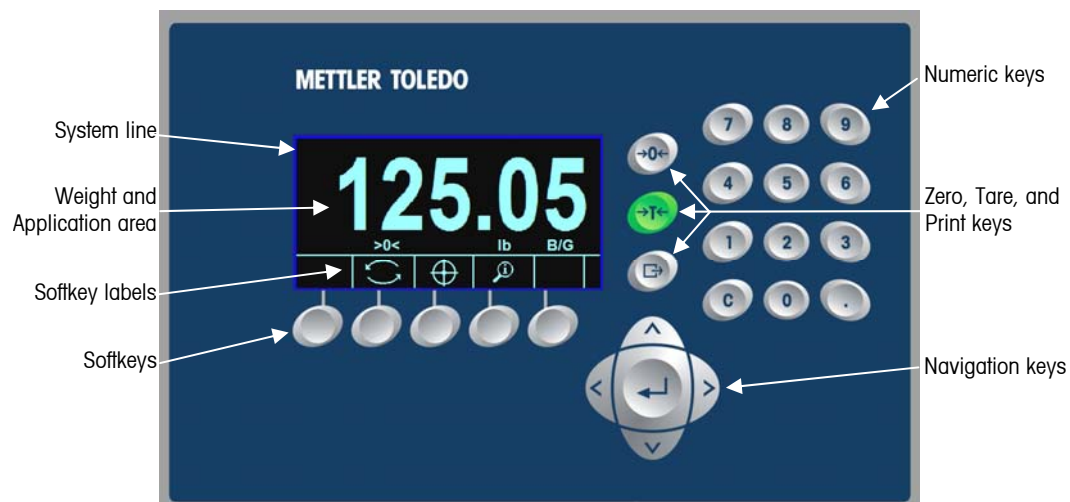 METTLER TOLEDO
Numeric keys
7 8 9
System line
→0←
125.05
4 5 6
Weight and
Application area
→T←
Zero, Tare, and
Print keys
>0< lb B/G
1 2 3
Softkey labels
C 0 .
Softkeys
Navigation keys